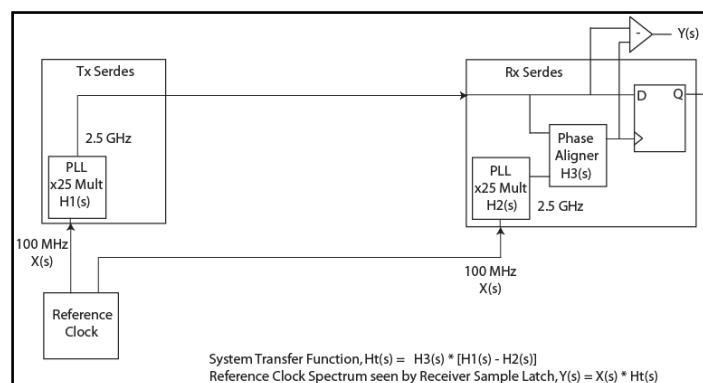 Tx Serdes
2.5 GHz
PLL
x25 Mult
H1(s)
100 MHz
X(s)
Reference
Clock
Rx Serdes
-
Y(s)
D
Q
Phase
Aligner
H3(s)
PLL
x25 Mult
H2(s)
2.5 GHz
100 MHz
X(s)
System Transfer Function, Ht(s) = H3(s) * [H1(s) - H2(s)]
Reference Clock Spectrum seen by Receiver Sample Latch, Y(s) = X(s) * Ht(s)